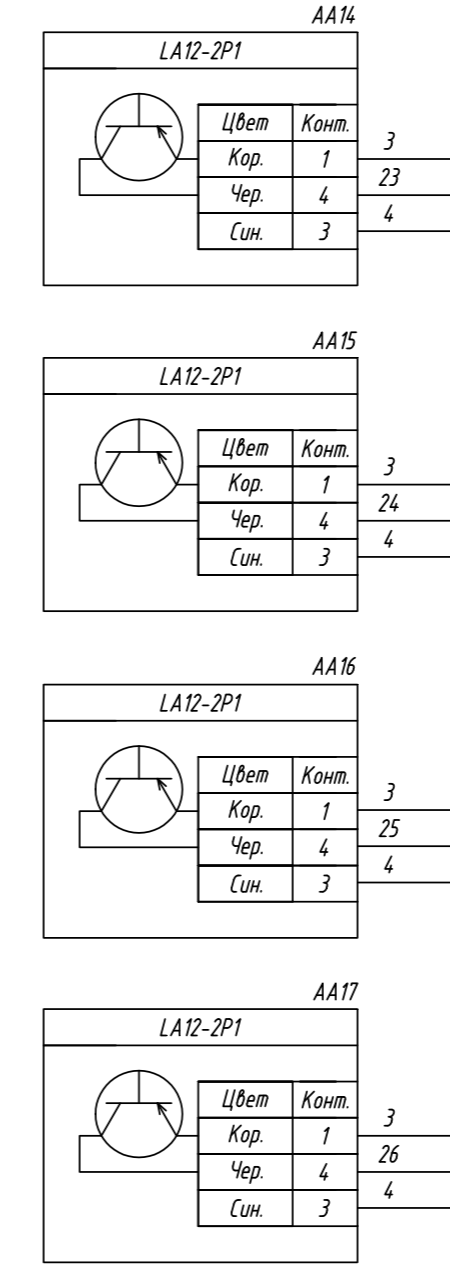 AA14
LA12-2P1
Цвет Конт.
Кор. 1 3
Чер. 4 23
Син. 3 4
AA15
LA12-2P1
Цвет Конт.
Кор. 1 3
Чер. 4 24
Син. 3 4
AA16
LA12-2P1
Цвет Конт.
Кор. 1 3
Чер. 4 25
Син. 3 4
AA17
LA12-2P1
Цвет Конт.
Кор. 1 3
Чер. 4 26
Син. 3 4